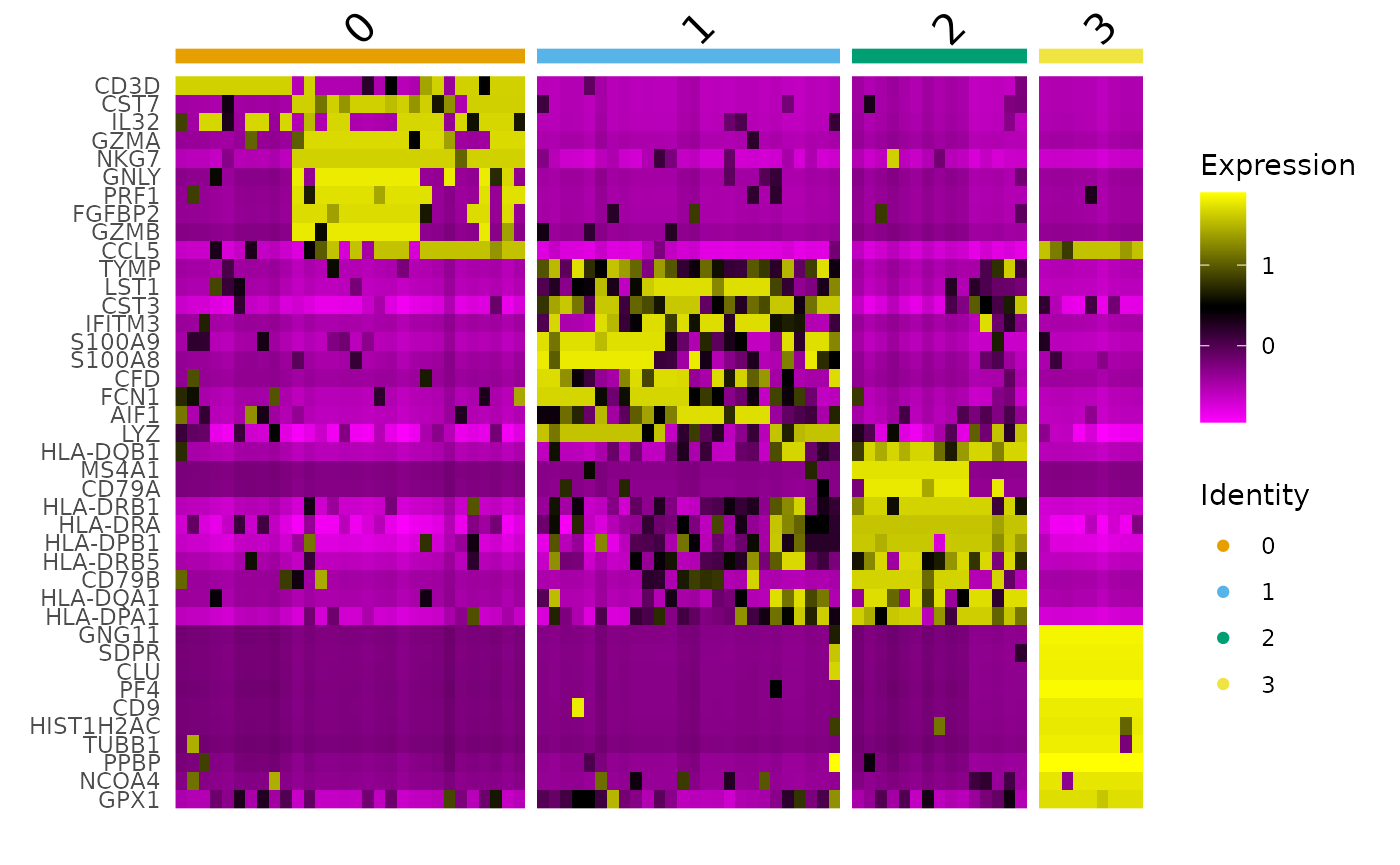 0 1 2 3
CD3D
CST7
IL32
GZMA
NKG7
GNLY
PRF1
FGFBP2
GZMB
CCL5
TYMP
LST1
CST3
IFITM3
S100A9
S100A8
CFD
FCN1
AIF1
LYZ
HLA-DQB1
MS4A1
CD79A
HLA-DRB1
HLA-DRA
HLA-DPB1
HLA-DRB5
CD79B
HLA-DQA1
HLA-DPA1
GNG11
SDPR
CLU
PF4
CD9
HIST1H2AC
TUBB1
PPBP
NCOA4
GPX1
Expression
1
0
Identity
0
1
2
3